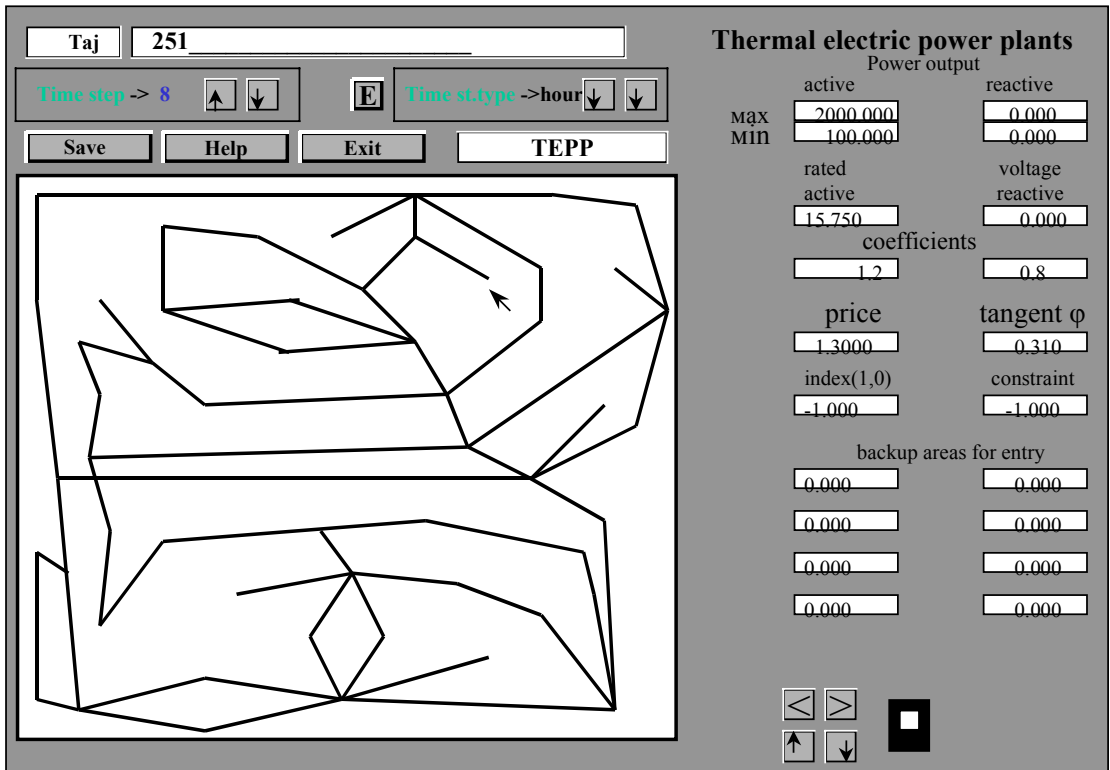 Taj 251______________________
Time step -> 8 E Time st.type ->hour
Save Help Exit TEPP
Thermal electric power plants
Power output
active reactive
мах 2000.000 0.000
мin 100.000 0.000
rated voltage
active reactive
15.750 0.000
coefficients
1.2 0.8
price tangent φ
1.3000 0.310
index(1,0) constraint
-1.000 -1.000
backup areas for entry
0.000 0.000
0.000 0.000
0.000 0.000
0.000 0.000
< >